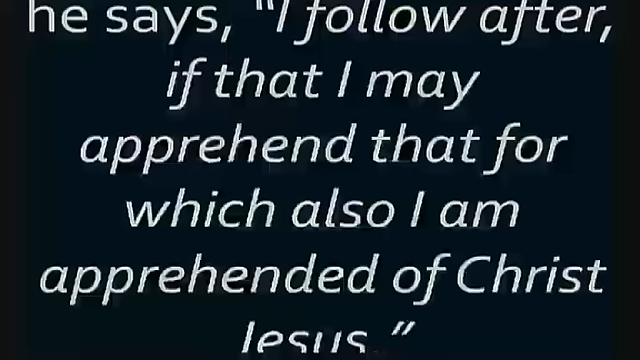 he says, "I follow after,
if that I may
apprehend that for
which also I am
apprehended of Christ
Jesus."